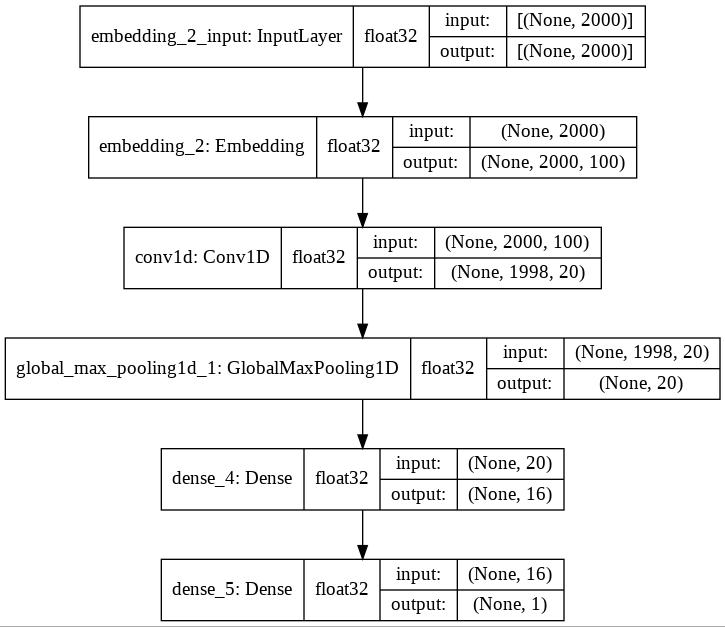 embedding_2_input: InputLayer float32 input: [(None, 2000)]
output: [(None, 2000)]
embedding_2: Embedding float32 input: (None, 2000)
output: (None, 2000, 100)
conv1d: Conv1D float32 input: (None, 2000, 100)
output: (None, 1998, 20)
global_max_pooling1d_1: GlobalMaxPooling1D float32 input: (None, 1998, 20)
output: (None, 20)
dense_4: Dense float32 input: (None, 20)
output: (None, 16)
dense_5: Dense float32 input: (None, 16)
output: (None, 1)